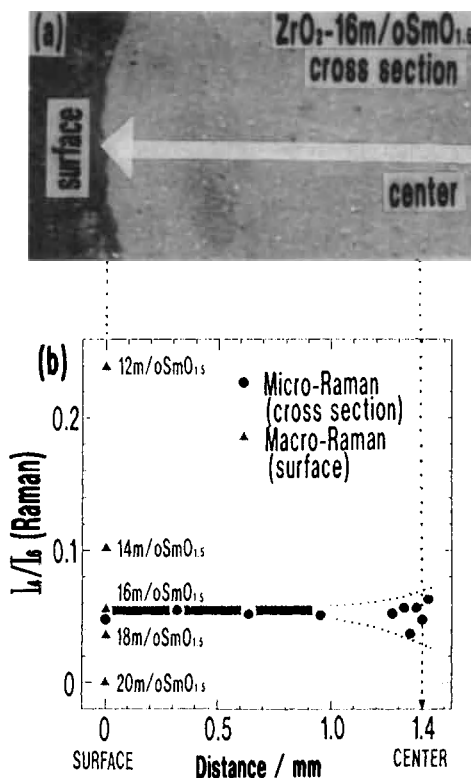 (a)
ZrO₂-16m/oSmO₁.₅
cross section
surface
center
(b)
12m/oSmO₁.₅
0.2
● Micro-Raman
(cross section)
▲ Macro-Raman
(surface)
I₄/I₆ (Raman)
14m/oSmO₁.₅
0.1
16m/oSmO₁.₅
18m/oSmO₁.₅
20m/oSmO₁.₅
0
0 0.5 1.0 1.4
SURFACE Distance / mm CENTER